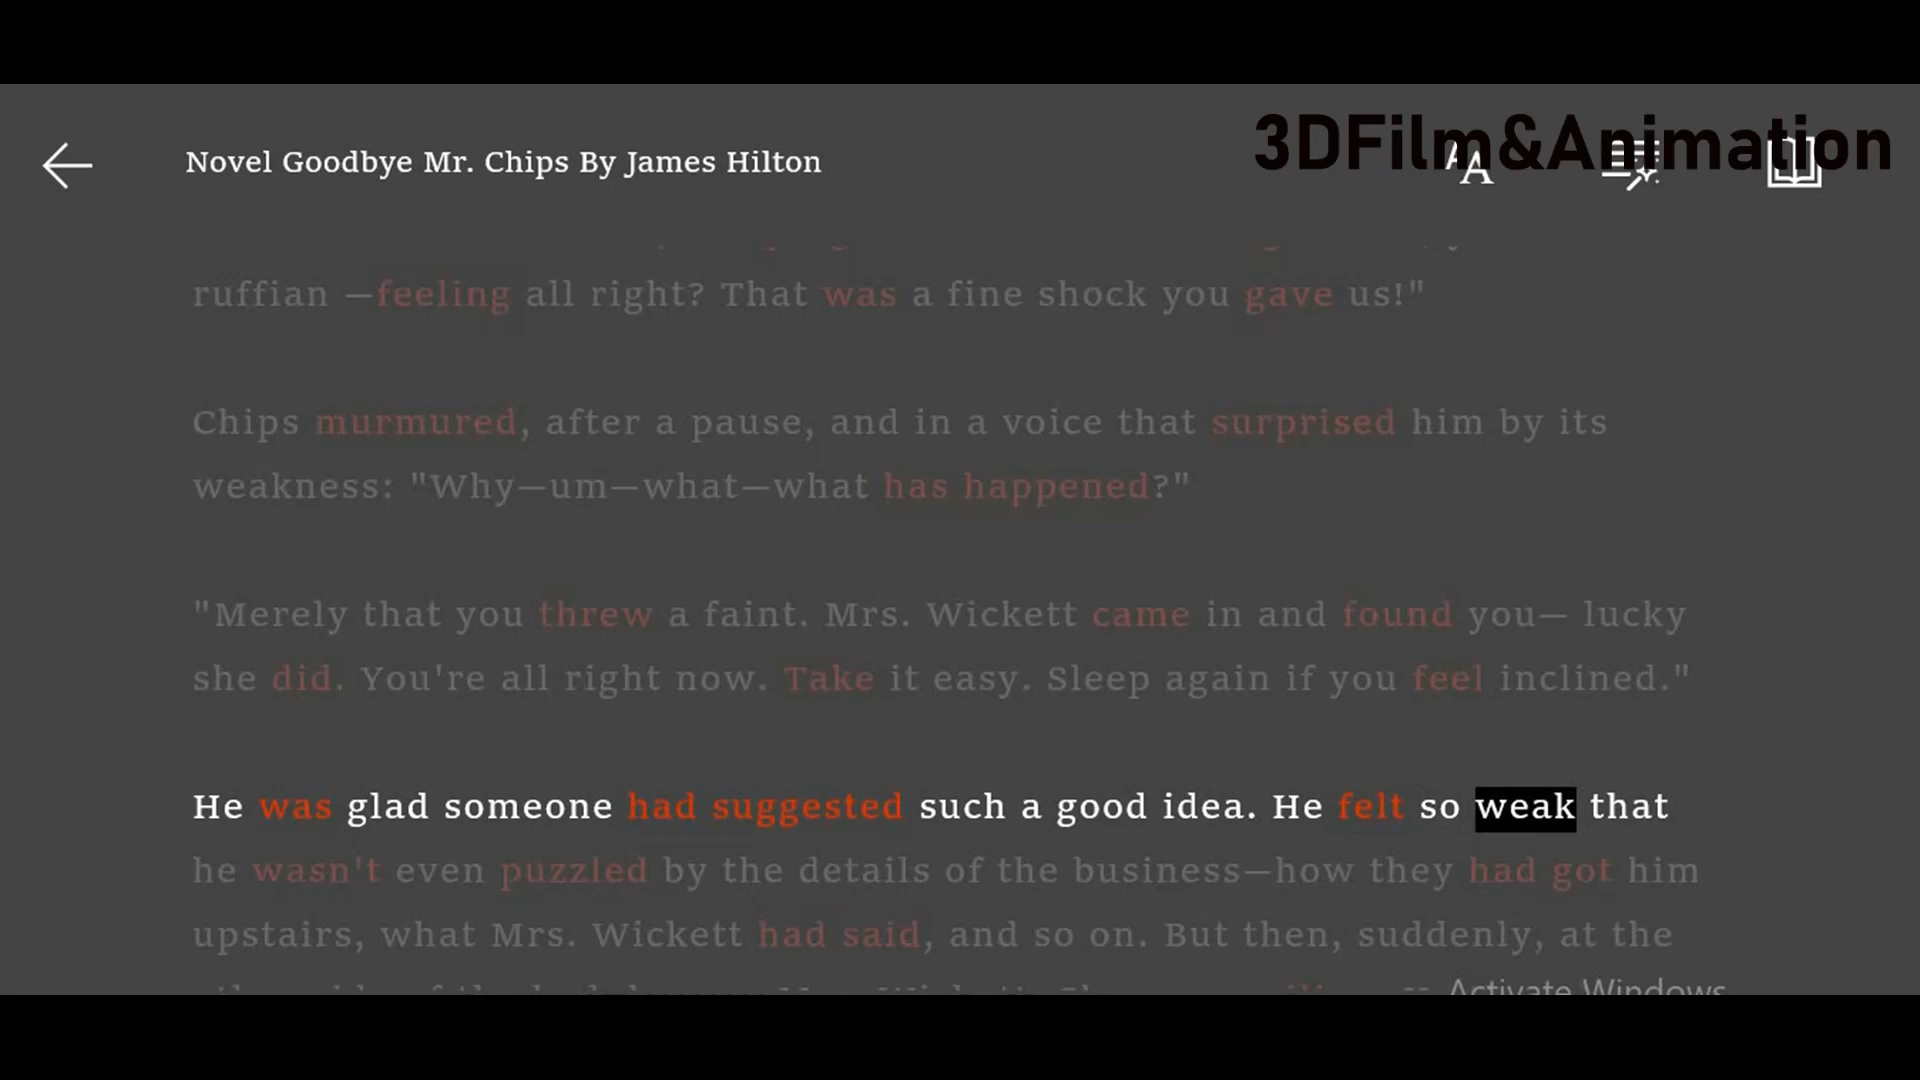 3DFilm&Animation
Novel Goodbye Mr. Chips By James Hilton
ruffian —feeling all right? That was a fine shock you gave us!"
Chips murmured, after a pause, and in a voice that surprised him by its
weakness: "Why—um—what—what has happened?"
"Merely that you threw a faint. Mrs. Wickett came in and found you— lucky
she did. You're all right now. Take it easy. Sleep again if you feel inclined."
He was glad someone had suggested such a good idea. He felt so weak that
he wasn't even puzzled by the details of the business—how they had got him
upstairs, what Mrs. Wickett had said, and so on. But then, suddenly, at the
Activate Windows